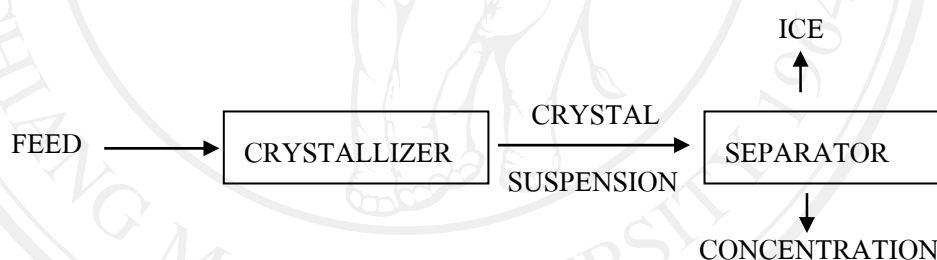 ICE
FEED
CRYSTALLIZER
CRYSTAL
SUSPENSION
SEPARATOR
CONCENTRATION